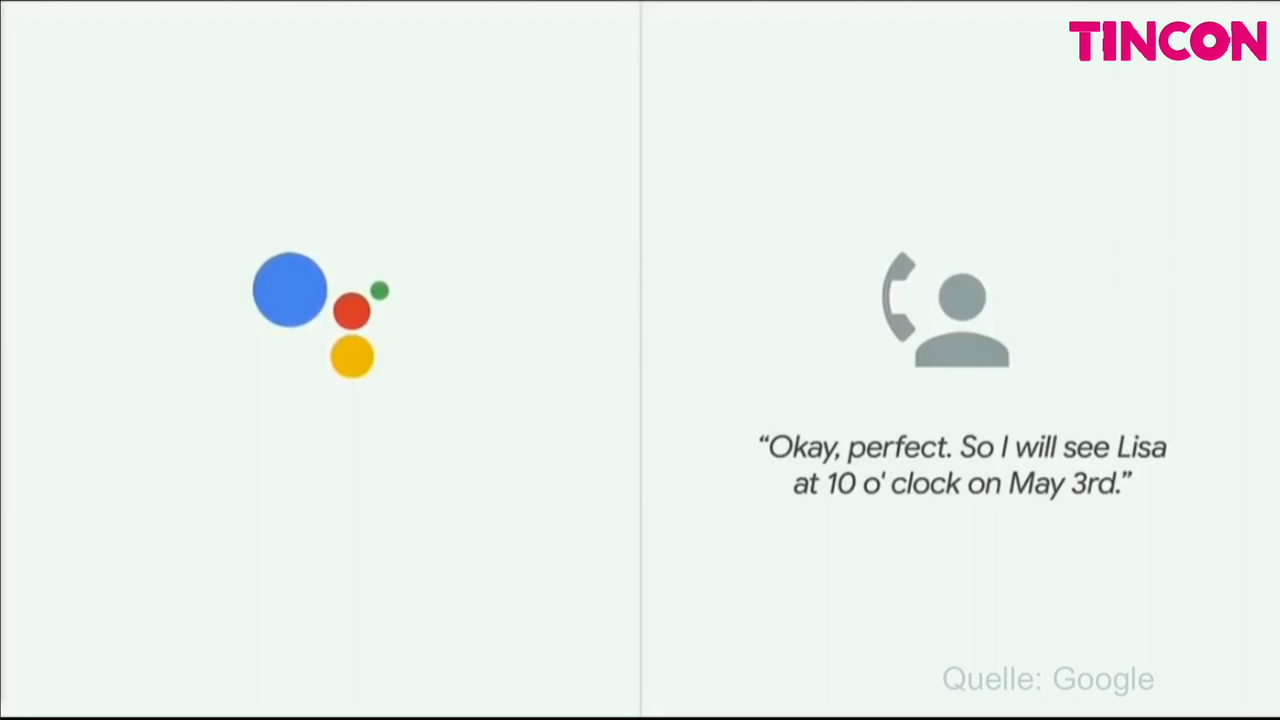 TINCON
“Okay, perfect. So I will see Lisa
at 10 o' clock on May 3rd.”
Quelle: Google